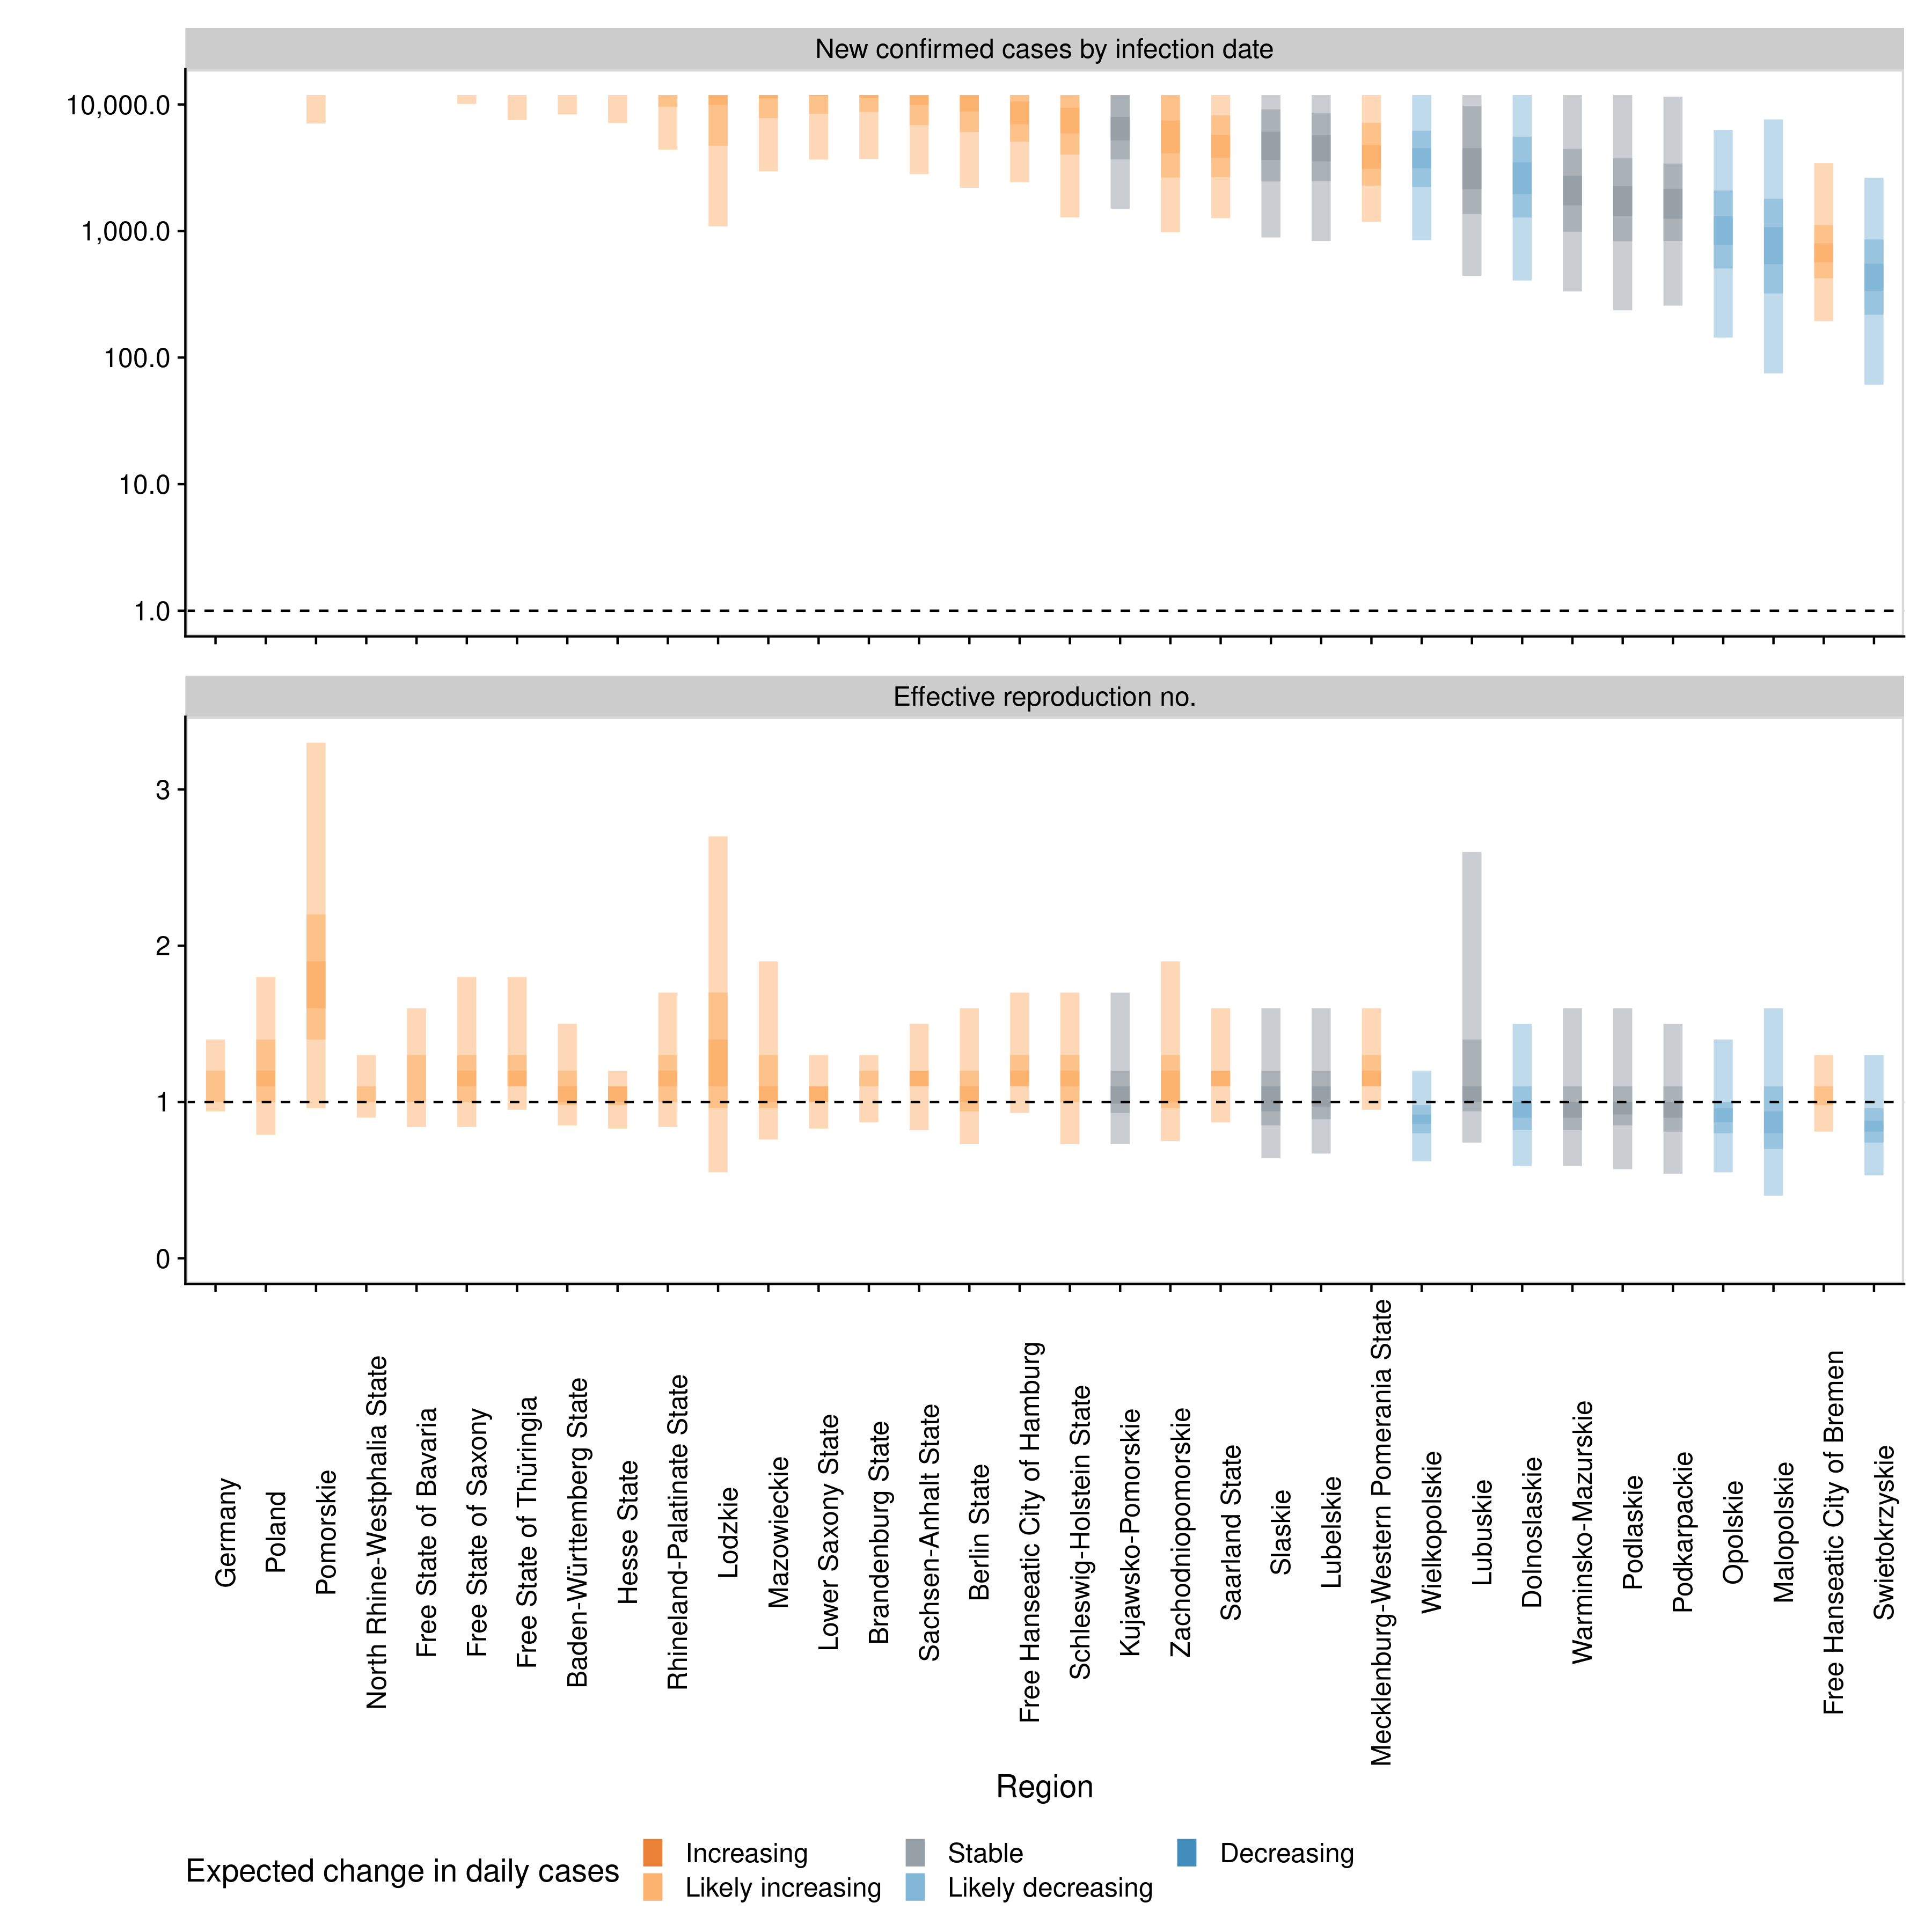 New confirmed cases by infection date
10,000.0
1,000.0
100.0
10.0
1.0
Effective reproduction no.
3
2
1
0
Germany
Poland
Pomorskie
North Rhine-Westphalia State
Free State of Bavaria
Free State of Saxony
Free State of Thüringia
Baden-Württemberg State
Hesse State
Rhineland-Palatinate State
Lodzkie
Mazowieckie
Lower Saxony State
Brandenburg State
Sachsen-Anhalt State
Berlin State
Free Hanseatic City of Hamburg
Schleswig-Holstein State
Kujawsko-Pomorskie
Zachodniopomorskie
Saarland State
Slaskie
Lubelskie
Mecklenburg-Western Pomerania State
Wielkopolskie
Lubuskie
Dolnoslaskie
Warminsko-Mazurskie
Podlaskie
Podkarpackie
Opolskie
Malopolskie
Free Hanseatic City of Bremen
Swietokrzyskie
Region
Expected change in daily cases
Increasing
Likely increasing
Stable
Likely decreasing
Decreasing